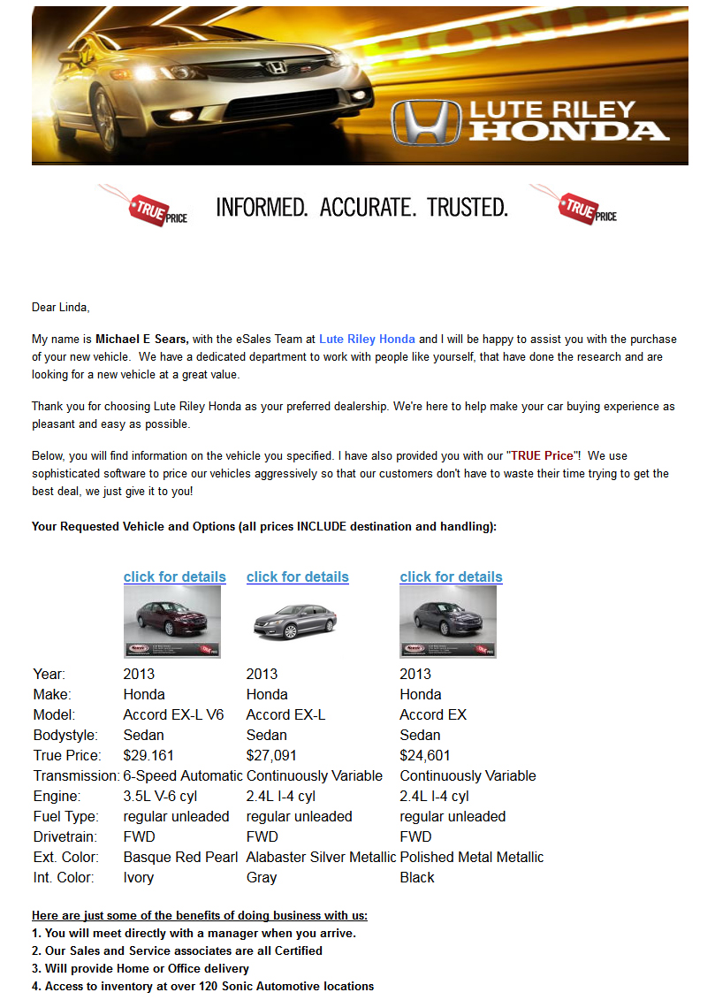 LUTE RILEY
HONDA
TRUE PRICE
INFORMED. ACCURATE. TRUSTED.
TRUE PRICE
Dear Linda,
My name is Michael E Sears, with the eSales Team at Lute Riley Honda and I will be happy to assist you with the purchase
of your new vehicle. We have a dedicated department to work with people like yourself, that have done the research and are
looking for a new vehicle at a great value.
Thank you for choosing Lute Riley Honda as your preferred dealership. We're here to help make your car buying experience as
pleasant and easy as possible.
Below, you will find information on the vehicle you specified. I have also provided you with our "TRUE Price"! We use
sophisticated software to price our vehicles aggressively so that our customers don't have to waste their time trying to get the
best deal, we just give it to you!
Your Requested Vehicle and Options (all prices INCLUDE destination and handling):
click for details click for details click for details
Year: 2013 2013 2013
Make: Honda Honda Honda
Model: Accord EX-L V6 Accord EX-L Accord EX
Bodystyle: Sedan Sedan Sedan
True Price: $29.161 $27,091 $24,601
Transmission: 6-Speed Automatic Continuously Variable Continuously Variable
Engine: 3.5L V-6 cyl 2.4L I-4 cyl 2.4L I-4 cyl
Fuel Type: regular unleaded regular unleaded regular unleaded
Drivetrain: FWD FWD FWD
Ext. Color: Basque Red Pearl Alabaster Silver Metallic Polished Metal Metallic
Int. Color: Ivory Gray Black
Here are just some of the benefits of doing business with us:
1. You will meet directly with a manager when you arrive.
2. Our Sales and Service associates are all Certified
3. Will provide Home or Office delivery
4. Access to inventory at over 120 Sonic Automotive locations